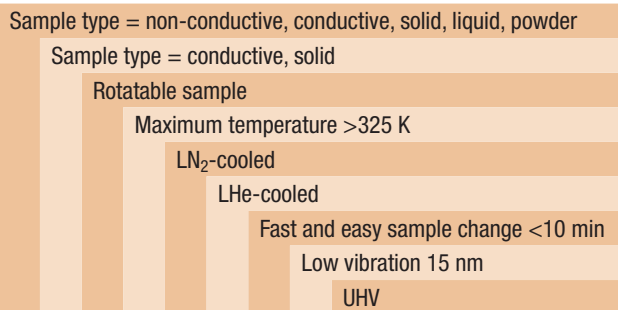 Sample type = non-conductive, conductive, solid, liquid, powder
Sample type = conductive, solid
Rotatable sample
Maximum temperature >325 K
LN₂-cooled
LHe-cooled
Fast and easy sample change <10 min
Low vibration 15 nm
UHV